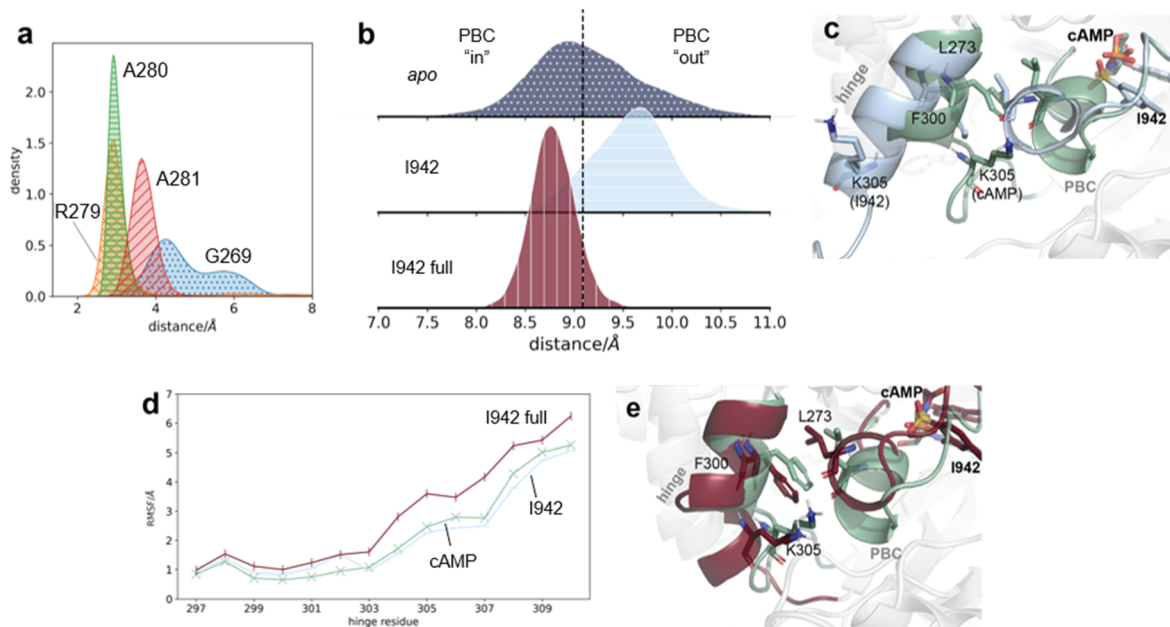 a
A280
A281
R279
G269
density
2.0
1.5
1.0
0.5
0.0
2
4
6
8
distance/Å
b
PBC
"in"
PBC
"out"
apo
I942
I942 full
7.0
7.5
8.0
8.5
9.0
9.5
10.0
10.5
11.0
distance/Å
c
cAMP
L273
hinge
F300
I942
K305
(I942)
K305
(cAMP)
PBC
d
7
6
5
4
3
2
1
0
RMSF/Å
I942 full
I942
cAMP
297
299
301
303
305
307
309
hinge residue
e
cAMP
L273
F300
I942
hinge
K305
PBC